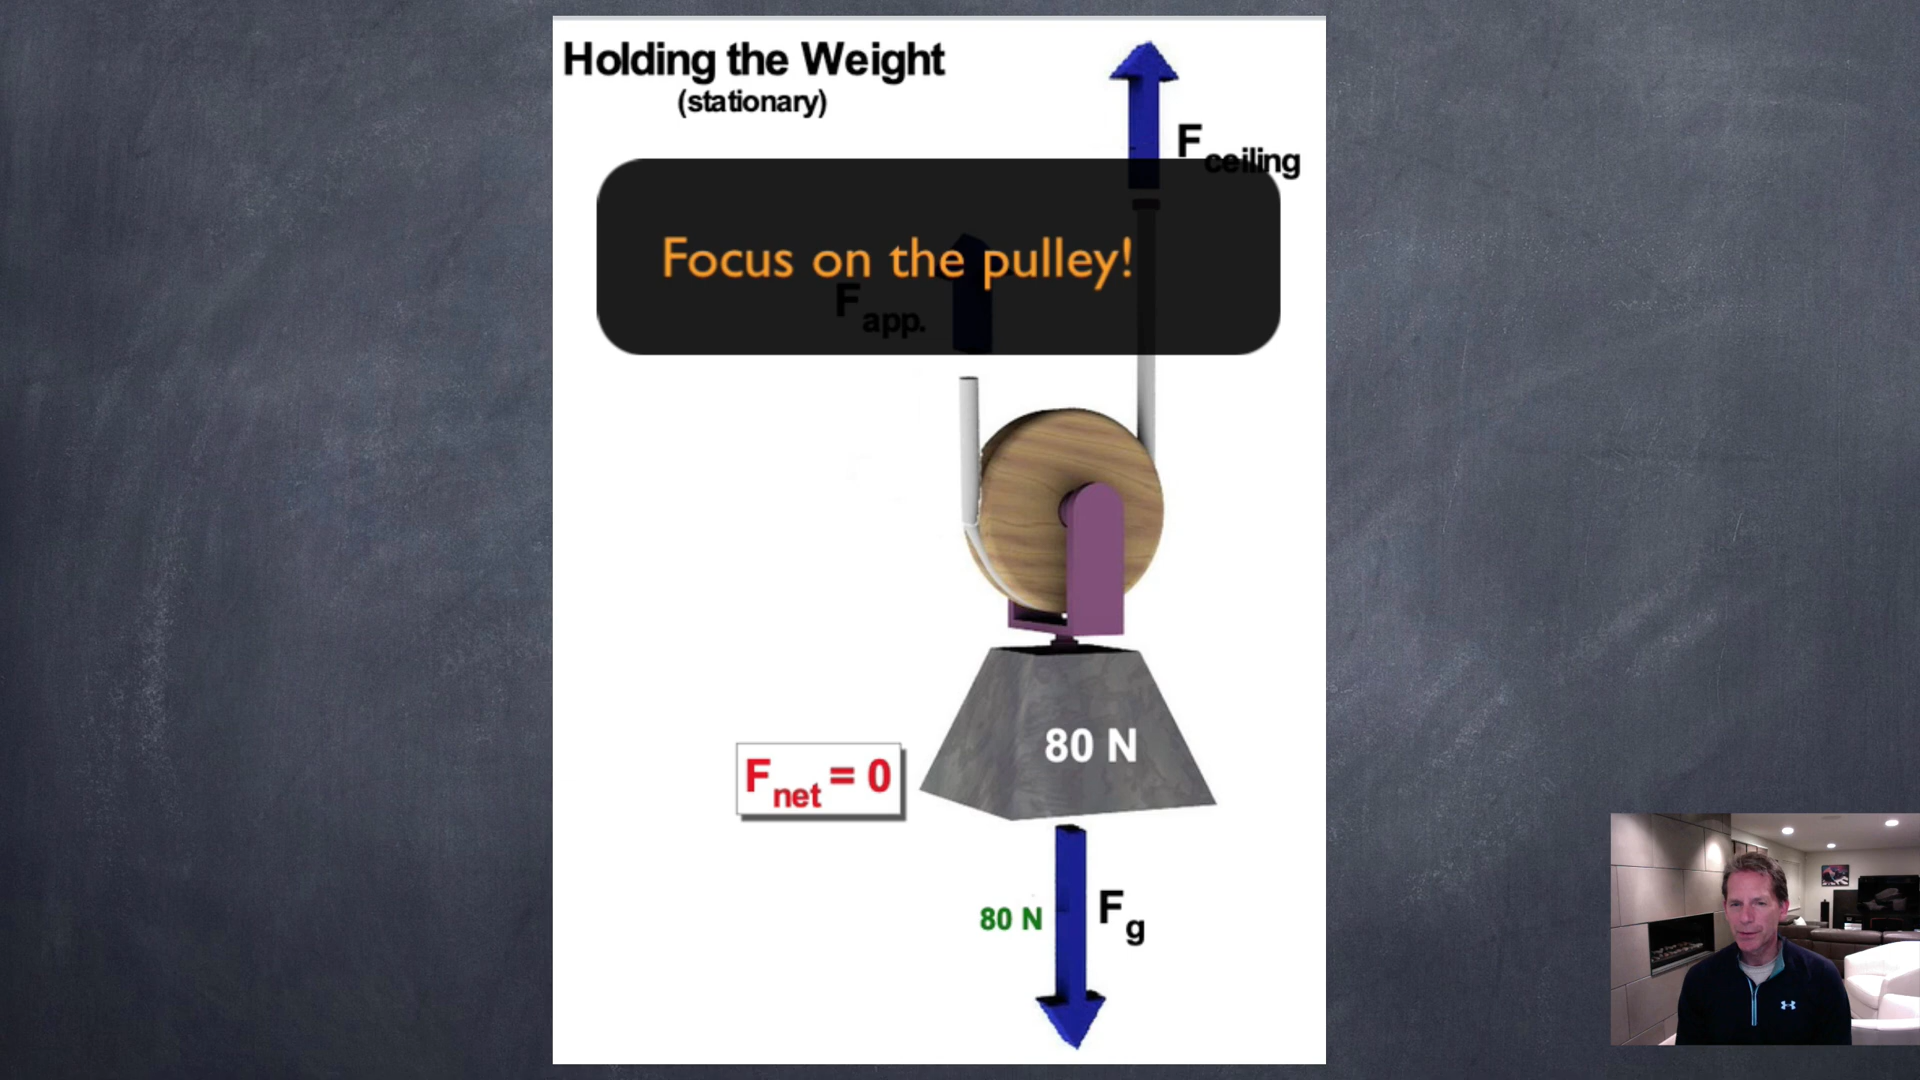 Holding the Weight
(stationary)
F ceiling
Focus on the pulley!
F app.
80 N
F net = 0
80 N
F g